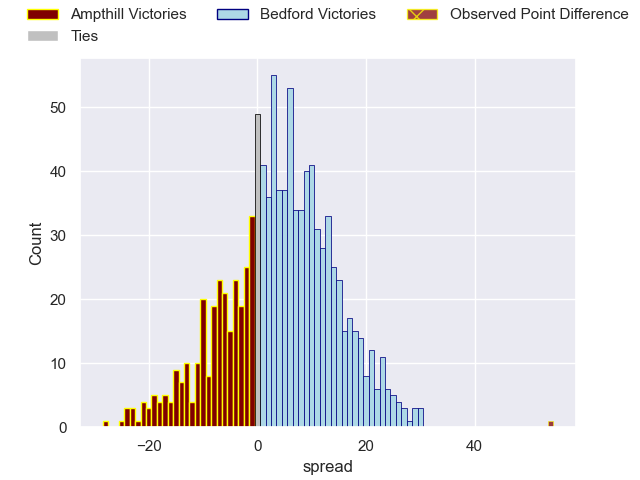 Ampthill Victories
Bedford Victories
Observed Point Difference
Ties
Count
50
40
30
20
10
0
−20
0
20
40
spread